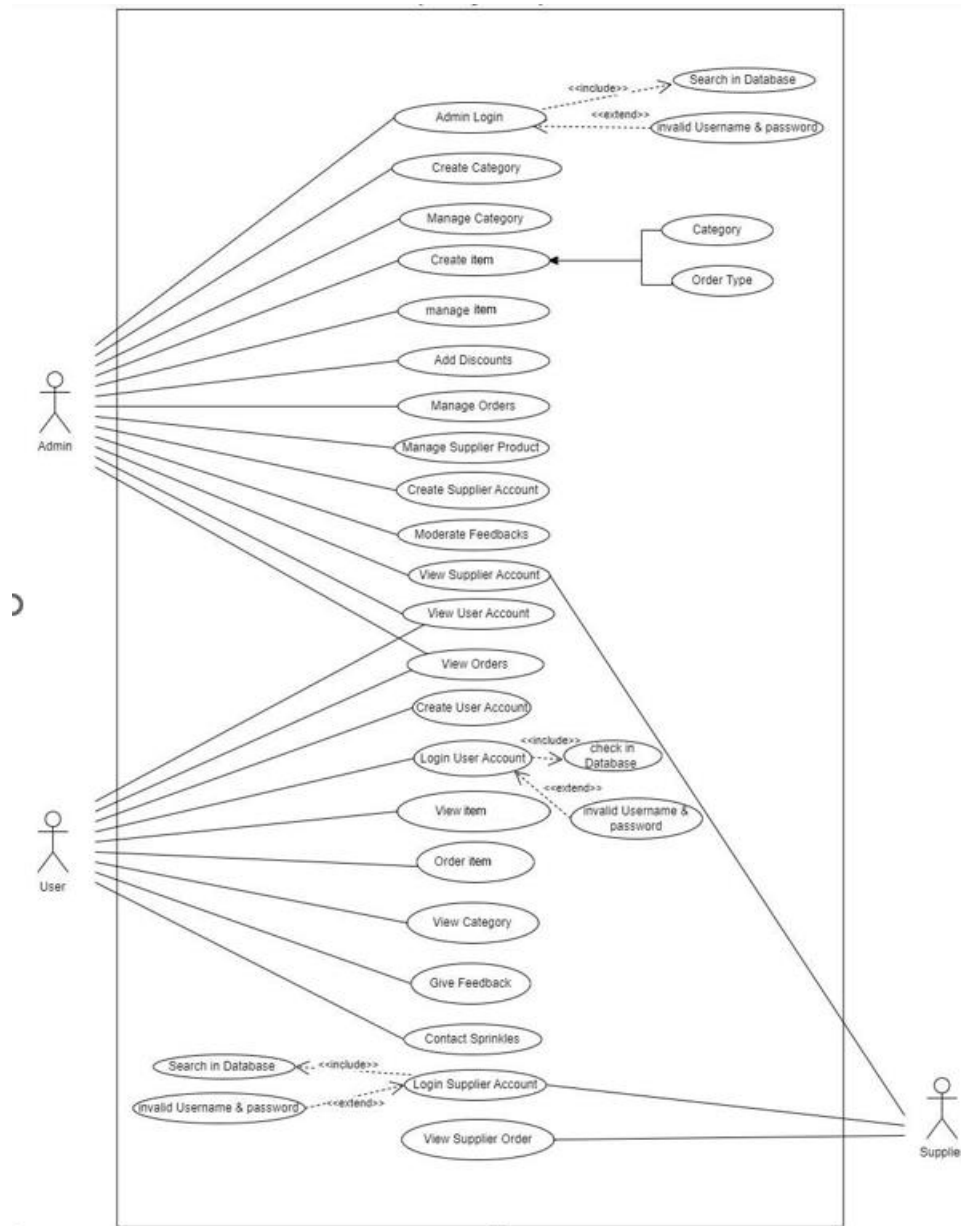 Search in Database
<<include>>
Admin Login
<<extend>>
invalid Username & password
Create Category
Manage Category
Category
Create item
Order Type
manage item
Add Discounts
Manage Orders
Admin
Manage Supplier Product
Create Supplier Account
Moderate Feedbacks
View Supplier Account
View User Account
View Orders
Create User Account
<<include>>
Login User Account
check in
Database
<<extend>>
View item
invalid Username &
password
Order item
User
View Category
Give Feedback
Contact Sprinkles
Search in Database
<<include>>
Login Supplier Account
invalid Username & password
<<extend>>
View Supplier Order
Supplie